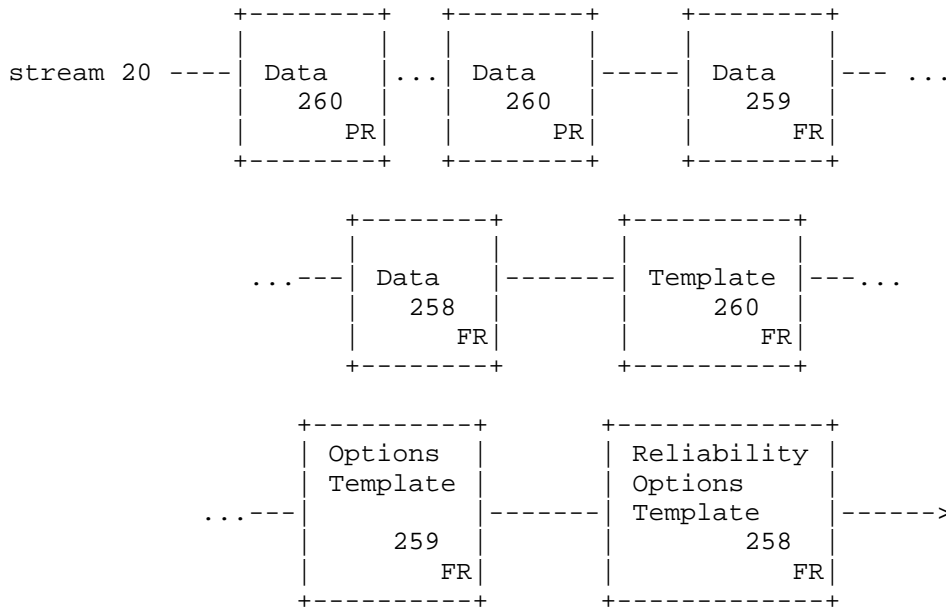 +--------+   +--------+      +--------+
               |        |   |        |      |        |
stream 20 ----| Data   |...| Data   |-----| Data   |--- ...
               |   260  |   |   260  |      |   259  |
               |      PR|   |      PR|      |      FR|
               +--------+   +--------+      +--------+

                      +--------+       +----------+
                      |        |       |          |
                ...---| Data   |-------| Template |---...
                      |   258  |       |     260  |
                      |      FR|       |        FR|
                      +--------+       +----------+

                   +----------+       +-------------+
                   | Options  |       | Reliability |
                   | Template |       | Options     |
             ...---|          |-------| Template    |------>
                   |     259  |       |        258  |
                   |        FR|       |           FR|
                   +----------+       +-------------+